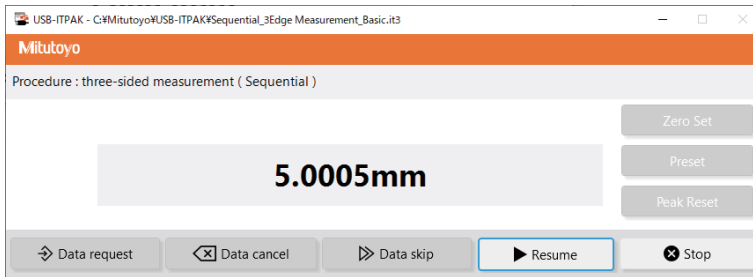 USB-ITPAK - C:¥Mitutoyo¥USB-ITPAK¥Sequential_3Edge Measurement_Basic.it3
Mitutoyo
Procedure : three-sided measurement ( Sequential )
Zero Set
5.0005mm
Preset
Peak Reset
Data request
Data cancel
Data skip
Resume
Stop